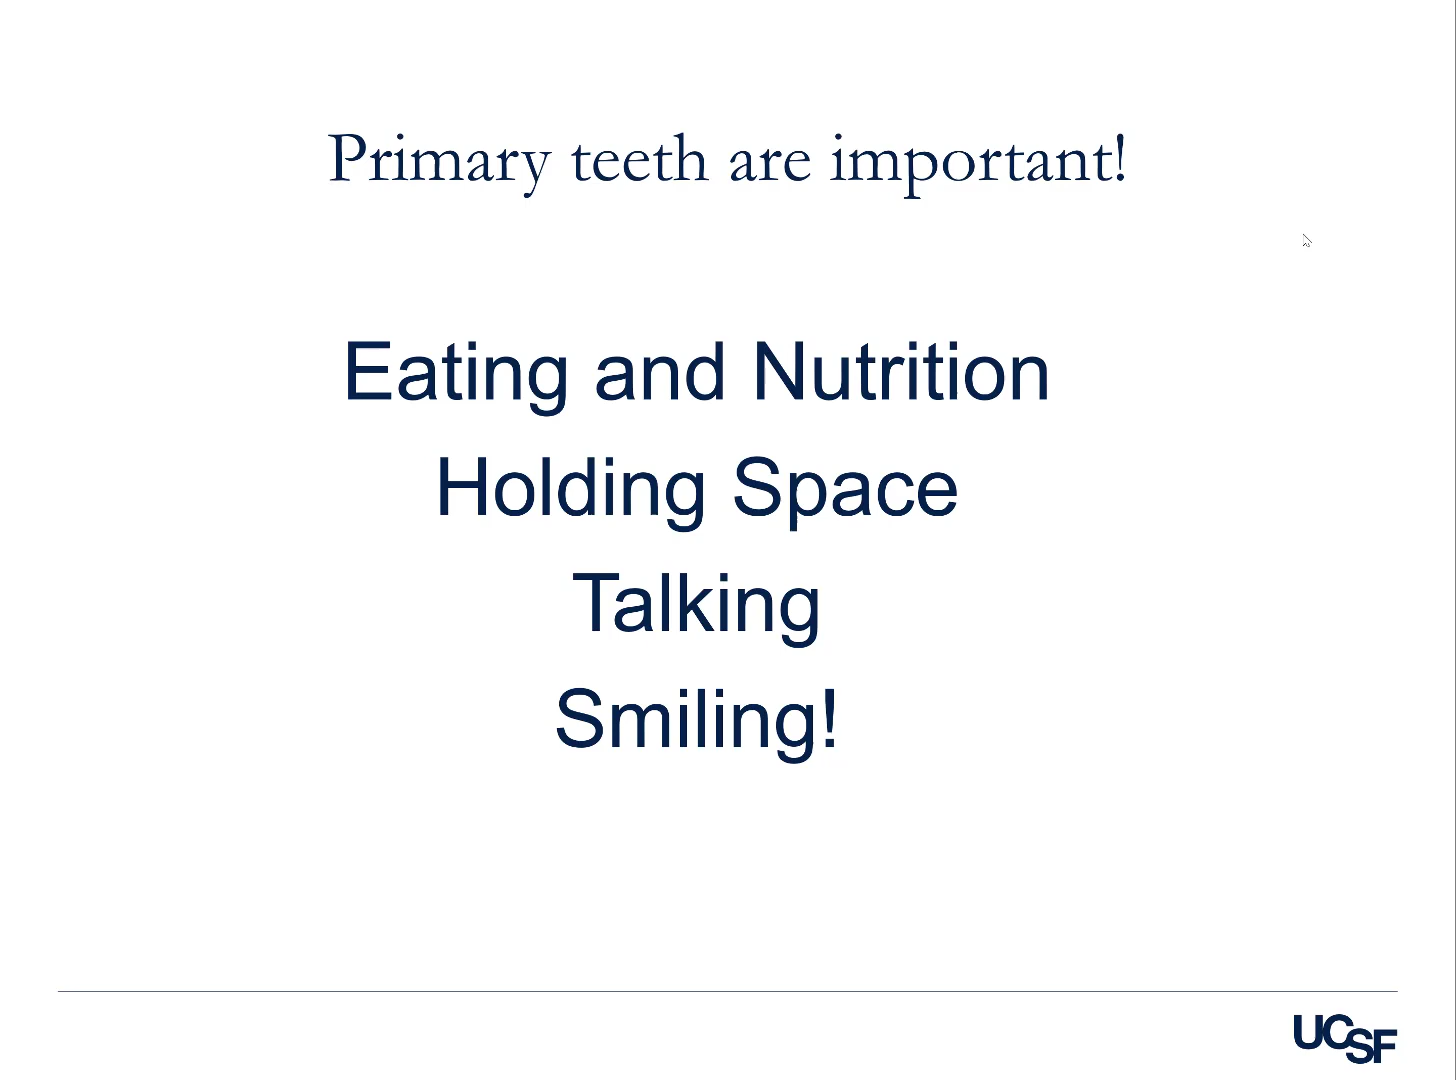 Primary teeth are important!
Eating and Nutrition
Holding Space
Talking
Smiling!
UCSF